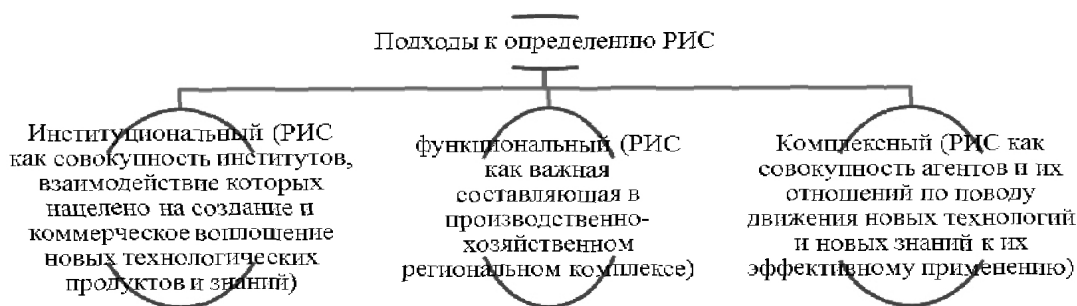 Подходы к определению РИС
Институциональный (РИС
как совокупность институтов,
взаимодействие которых
нацелено на создание и
коммерческое воплощение
новых технологических
продуктов и знаний)
функциональный (РИС
как важная
составляющая в
производственно-
хозяйственном
региональном комплексе)
Комплексный (РИС как
совокупность агентов и их
отношений по поводу
движения новых технологий
и новых знаний к их
эффективному применению)